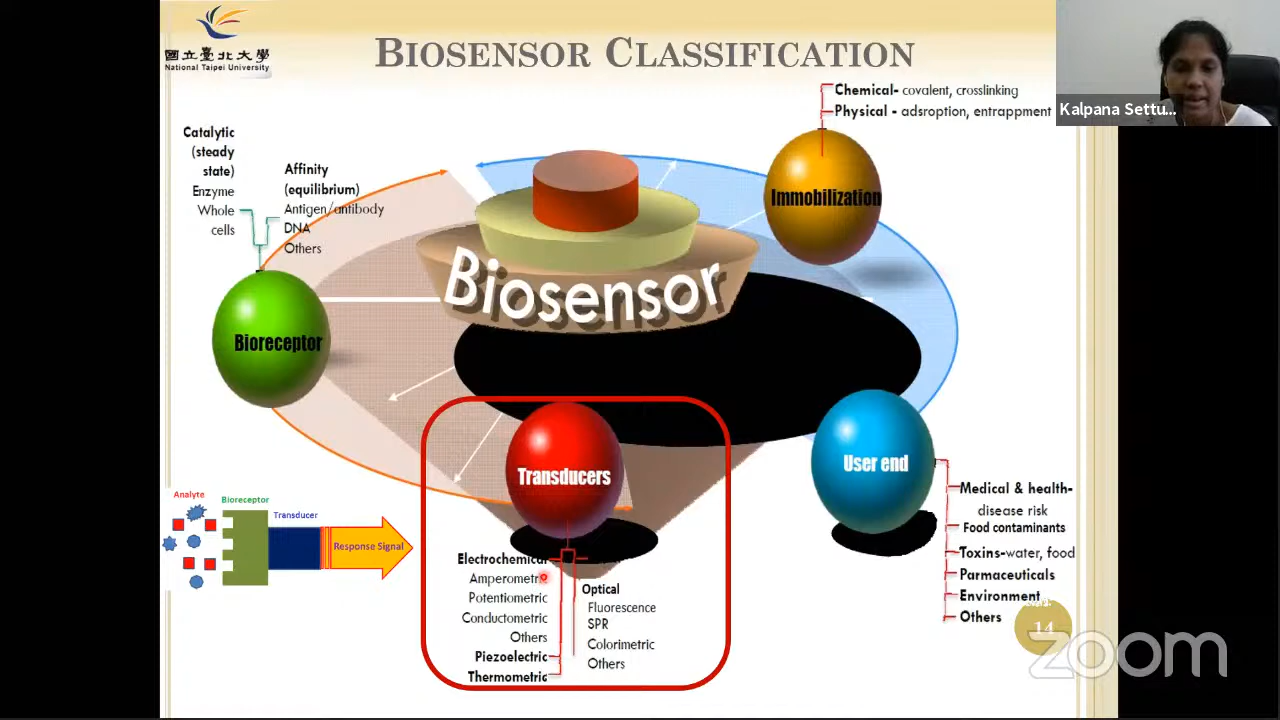 國立臺北大學
National Taipei University
BIOSENSOR CLASSIFICATION
Kalpana Settu...
Chemical- covalent, crosslinking
Physical - adsroption, entrappment
Catalytic
(steady
state)
Enzyme
Whole
cells
Affinity
(equilibrium)
Antigen/antibody
DNA
Others
Immobilization
Biosensor
Bioreceptor
Transducers
User end
Analyte
Bioreceptor
Transducer
Response Signal
Electrochemical
Amperometric
Potentiometric
Conductometric
Others
Piezoelectric
Thermometric
Optical
Fluorescence
SPR
Colorimetric
Others
Medical & health-
disease risk
Food contaminants
Toxins-water, food
Parmaceuticals
Environment
Others
14
zoom